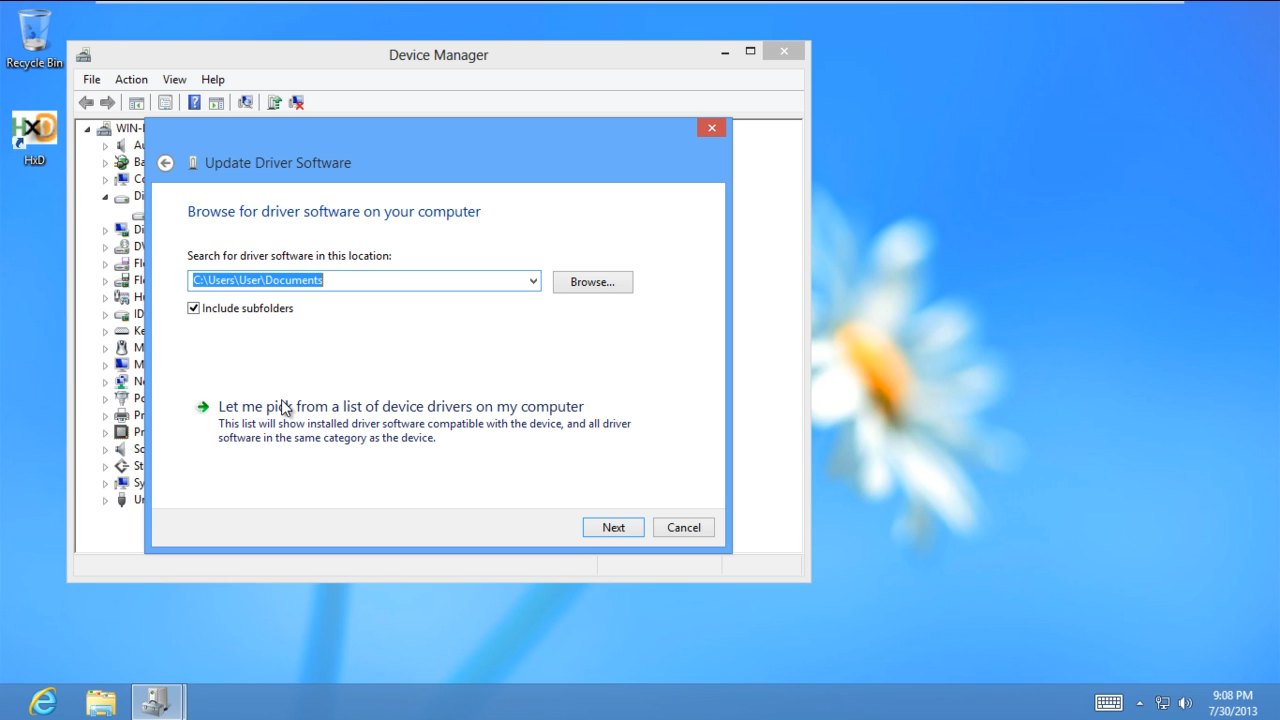 Recycle Bin
HxD
HxD
Device Manager
File Action View Help
WIN-
Update Driver Software
Browse for driver software on your computer
Search for driver software in this location:
C:\Users\User\Documents
Browse...
Include subfolders
Let me pick from a list of device drivers on my computer
This list will show installed driver software compatible with the device, and all driver
software in the same category as the device.
Next Cancel
9:08 PM
7/30/2013